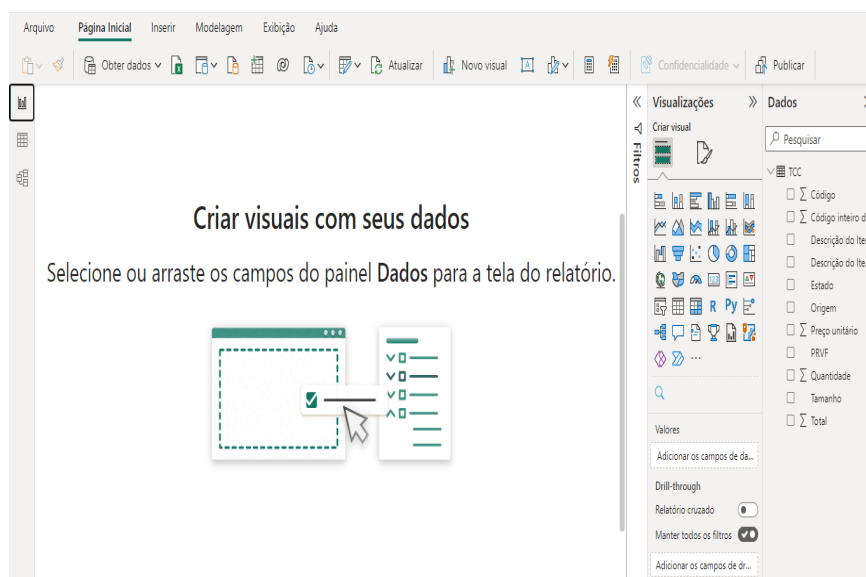 Arquivo Página Inicial Inserir Modelagem Exibição Ajuda
Obter dados Atualizar Novo visual A Confidencialidade Publicar
Visualizações Dados
Criar visual
Filtros
Pesquisar
TCC
Código
Código inteiro d
Descrição do Ite
Descrição do Ite.
Estado
Origem
Preço unitário
PRVF
Quantidade
Tamanho
Total
123
R Py
Criar visuais com seus dados
Selecione ou arraste os campos do painel Dados para a tela do relatório.
Valores
Adicionar os campos de da...
Drill-through
Relatório cruzado
Manter todos os filtros
Adicionar os campos de dr...